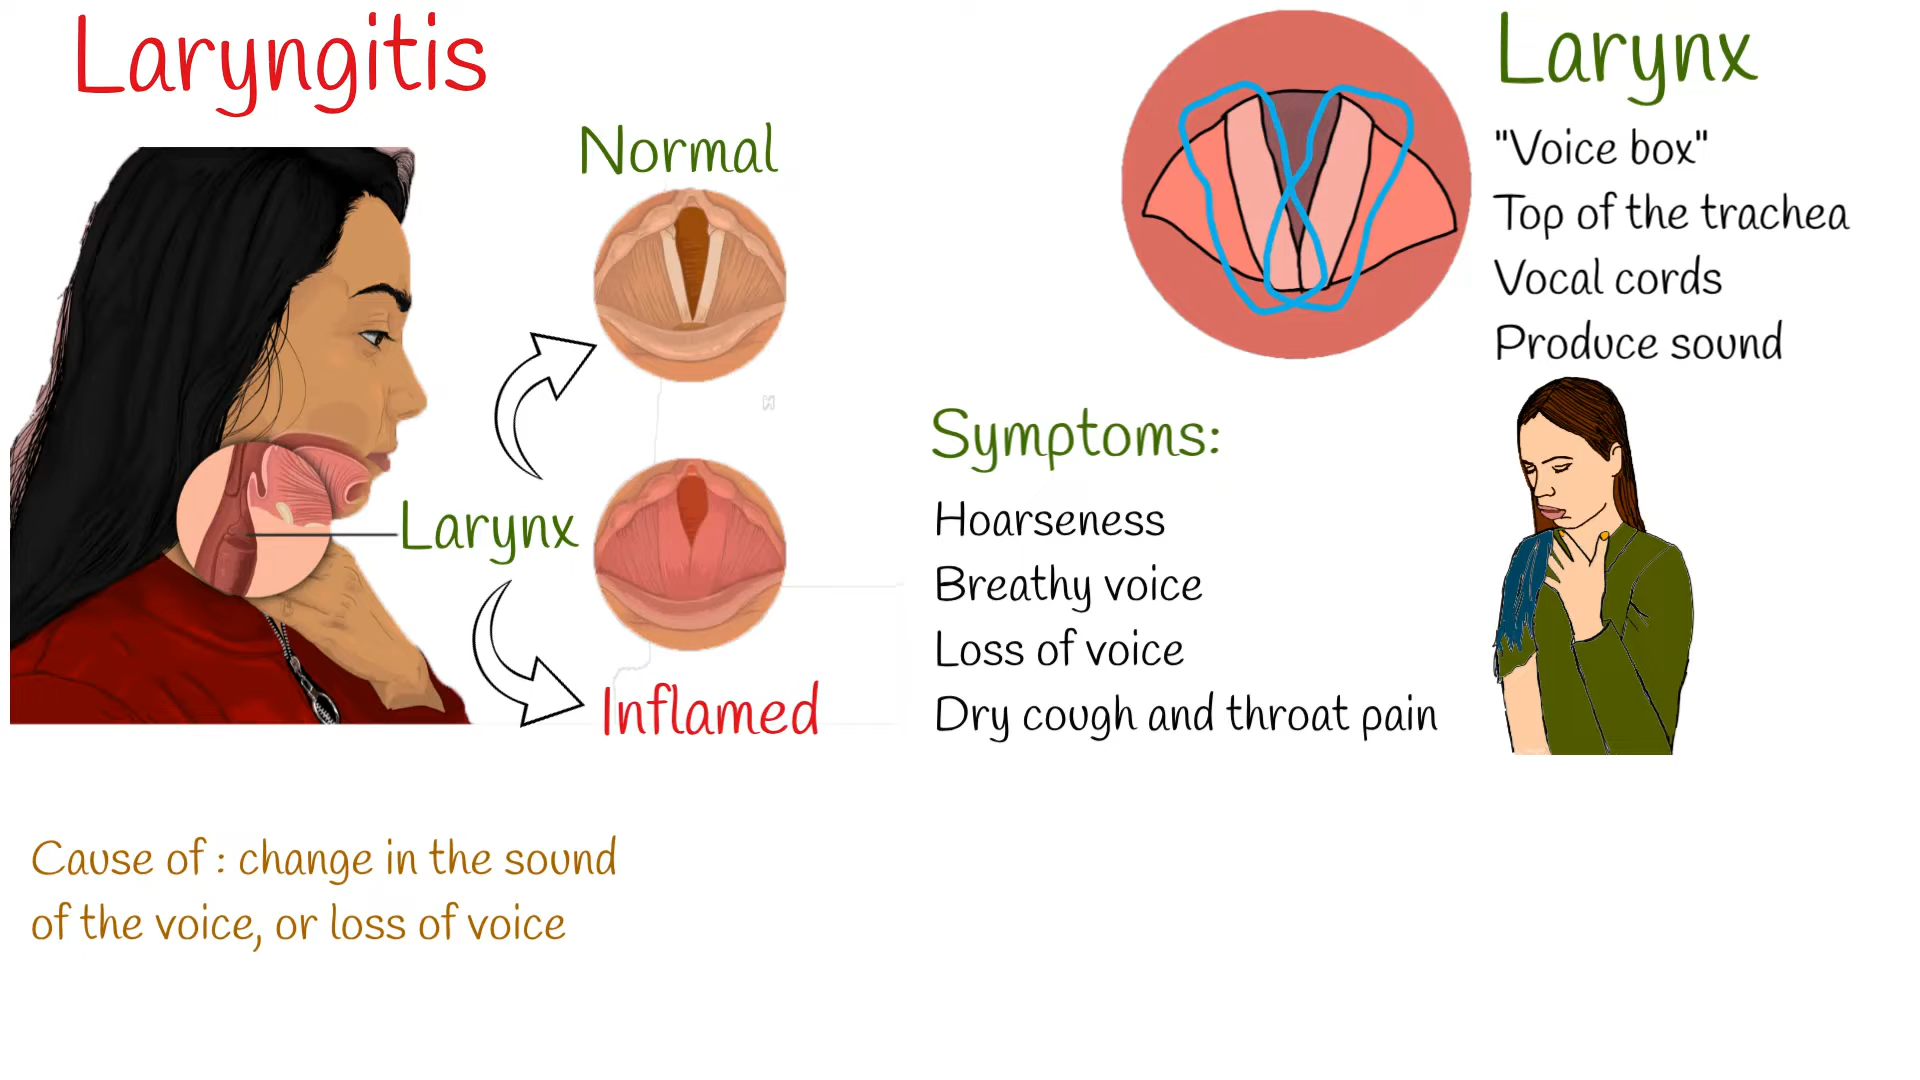 Laryngitis
Normal
Larynx
Inflamed
Cause of : change in the sound
of the voice, or loss of voice
Larynx
"Voice box"
Top of the trachea
Vocal cords
Produce sound
Symptoms:
Hoarseness
Breathy voice
Loss of voice
Dry cough and throat pain